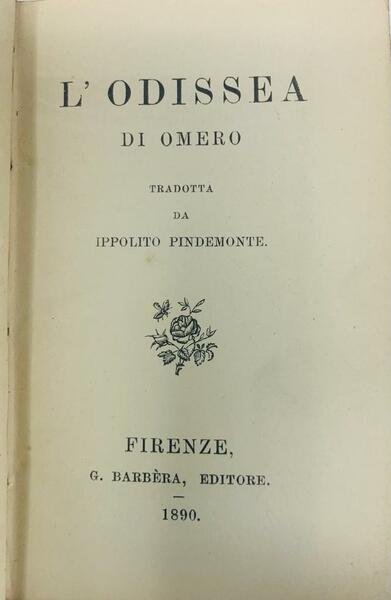 L' ODISSEA
DI OMERO
TRADOTTA
DA
IPPOLITO PINDEMONTE.
FIRENZE,
G. BARBÈRA, EDITORE.
1890.